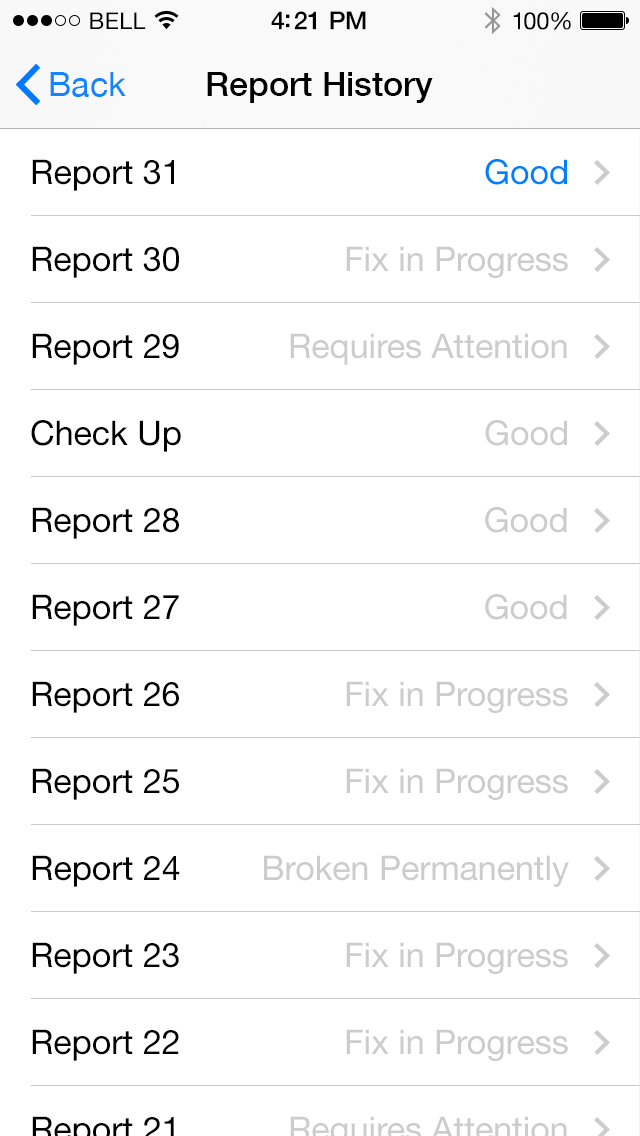 BELL 4:21 PM 100%
Back Report History
Report 31 Good
Report 30 Fix in Progress
Report 29 Requires Attention
Check Up Good
Report 28 Good
Report 27 Good
Report 26 Fix in Progress
Report 25 Fix in Progress
Report 24 Broken Permanently
Report 23 Fix in Progress
Report 22 Fix in Progress
Report 21 Requires Attention